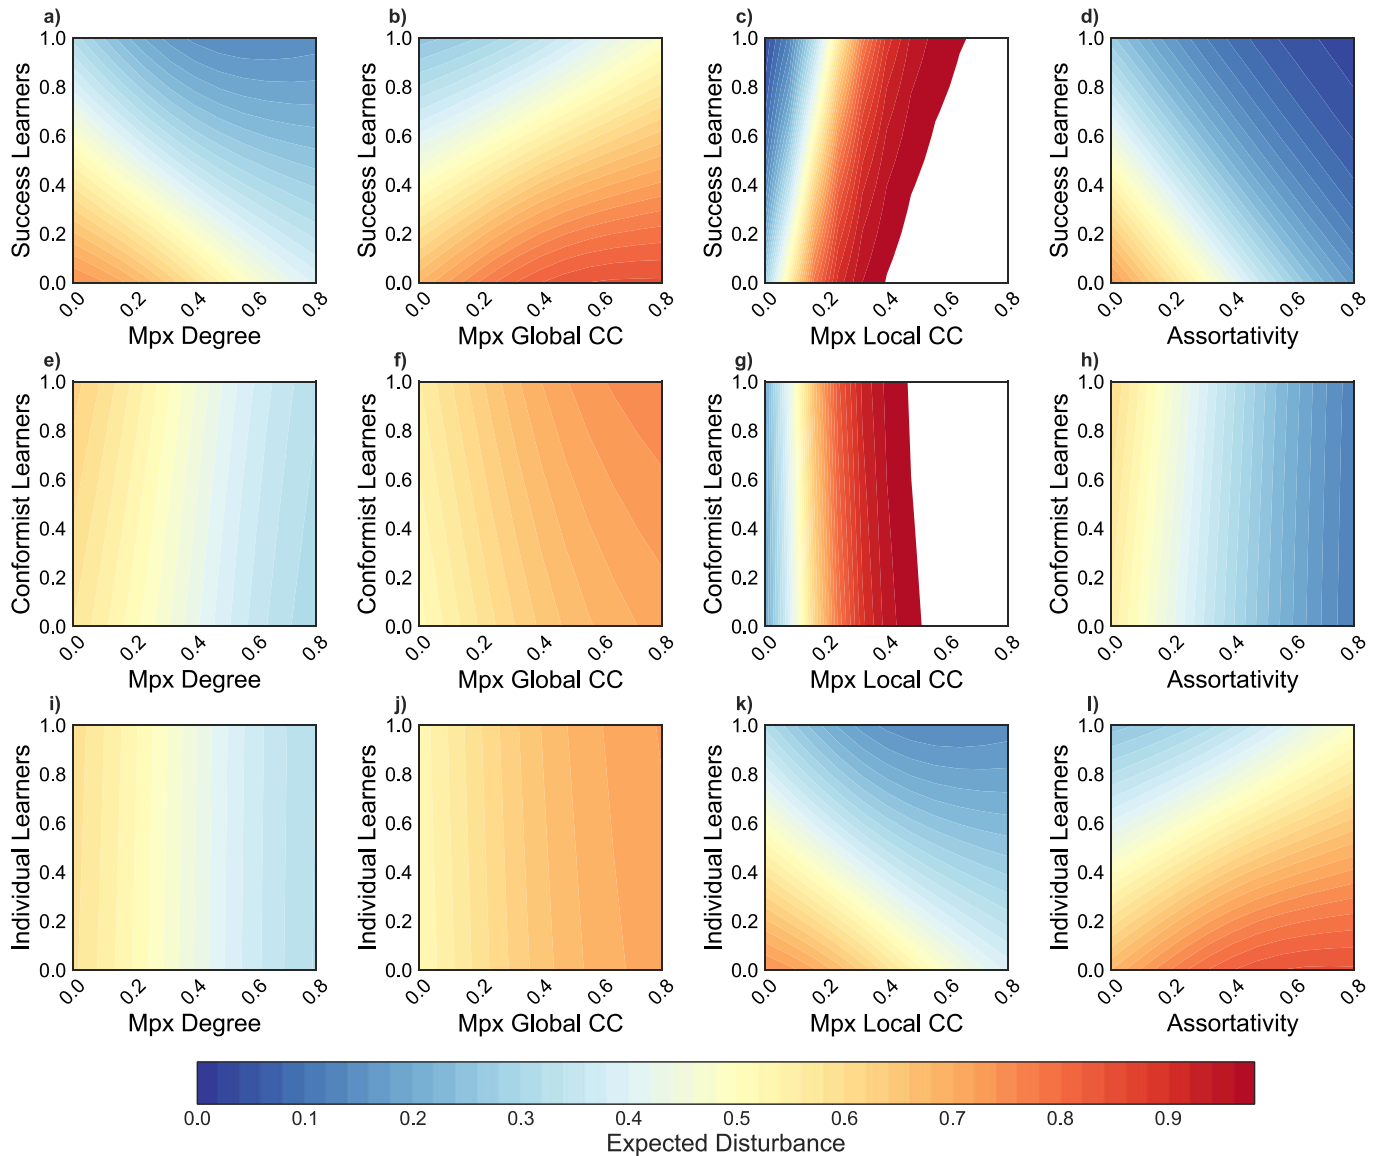 a) b) c) d)
1.0 1.0 1.0 1.0
0.8 0.8 0.8 0.8
0.6 0.6 0.6 0.6
0.4 0.4 0.4 0.4
0.2 0.2 0.2 0.2
0.0 0.0 0.0 0.0
Success Learners Success Learners Success Learners Success Learners
0.0 0.2 0.4 0.6 0.8 0.0 0.2 0.4 0.6 0.8 0.0 0.2 0.4 0.6 0.8 0.0 0.2 0.4 0.6 0.8
Mpx Degree Mpx Global CC Mpx Local CC Assortativity
e) f) g) h)
1.0 1.0 1.0 1.0
0.8 0.8 0.8 0.8
0.6 0.6 0.6 0.6
0.4 0.4 0.4 0.4
0.2 0.2 0.2 0.2
0.0 0.0 0.0 0.0
Conformist Learners Conformist Learners Conformist Learners Conformist Learners
0.0 0.2 0.4 0.6 0.8 0.0 0.2 0.4 0.6 0.8 0.0 0.2 0.4 0.6 0.8 0.0 0.2 0.4 0.6 0.8
Mpx Degree Mpx Global CC Mpx Local CC Assortativity
i) j) k) l)
1.0 1.0 1.0 1.0
0.8 0.8 0.8 0.8
0.6 0.6 0.6 0.6
0.4 0.4 0.4 0.4
0.2 0.2 0.2 0.2
0.0 0.0 0.0 0.0
Individual Learners Individual Learners Individual Learners Individual Learners
0.0 0.2 0.4 0.6 0.8 0.0 0.2 0.4 0.6 0.8 0.0 0.2 0.4 0.6 0.8 0.0 0.2 0.4 0.6 0.8
Mpx Degree Mpx Global CC Mpx Local CC Assortativity
0.0 0.1 0.2 0.3 0.4 0.5 0.6 0.7 0.8 0.9
Expected Disturbance